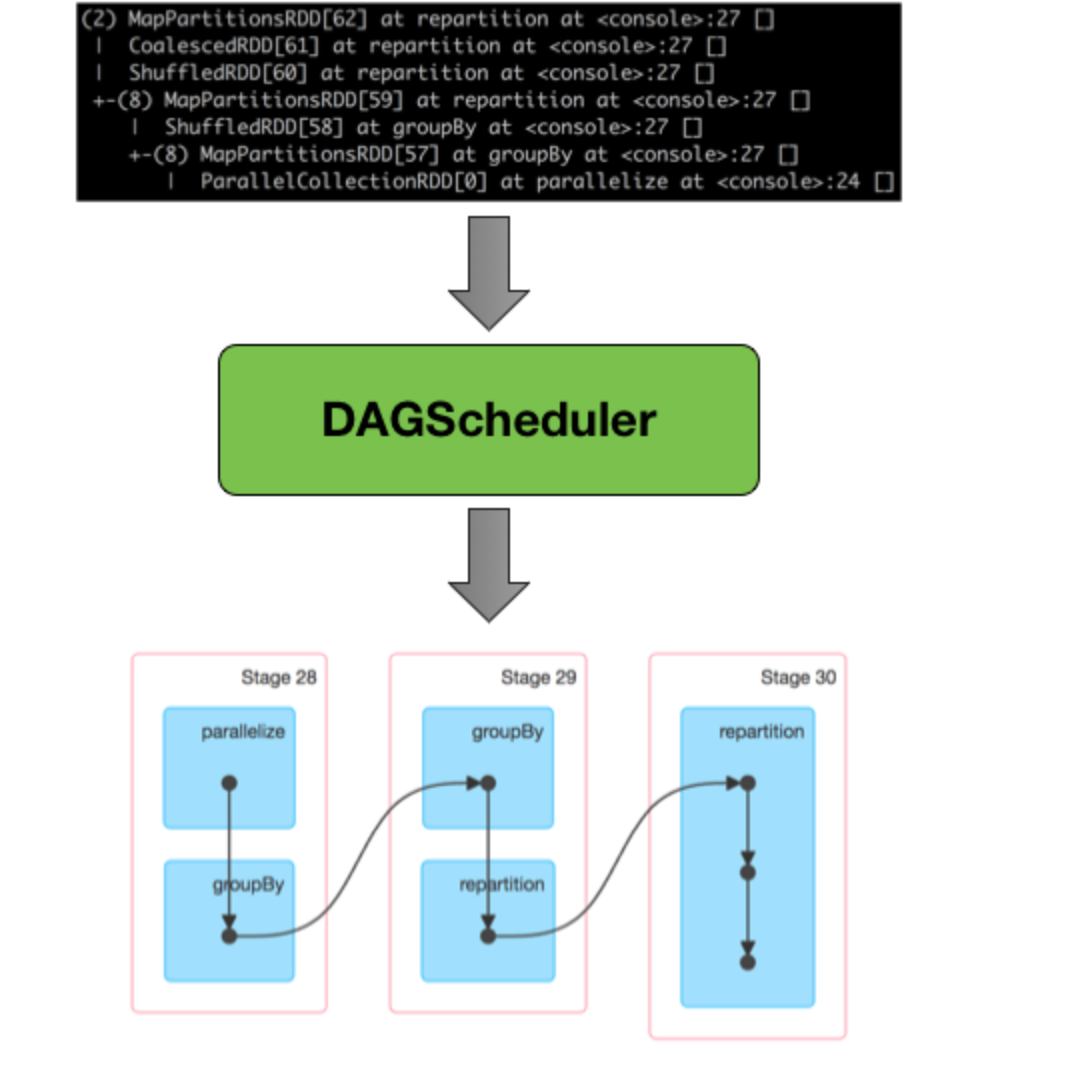 (2) MapPartitionsRDD[62] at repartition at <console>:27 []
 |  CoalescedRDD[61] at repartition at <console>:27 []
 |  ShuffledRDD[60] at repartition at <console>:27 []
 +-(8) MapPartitionsRDD[59] at repartition at <console>:27 []
    |  ShuffledRDD[58] at groupBy at <console>:27 []
    +-(8) MapPartitionsRDD[57] at groupBy at <console>:27 []
       |  ParallelCollectionRDD[0] at parallelize at <console>:24 []
DAGScheduler
Stage 28
parallelize
groupBy
Stage 29
groupBy
repartition
Stage 30
repartition